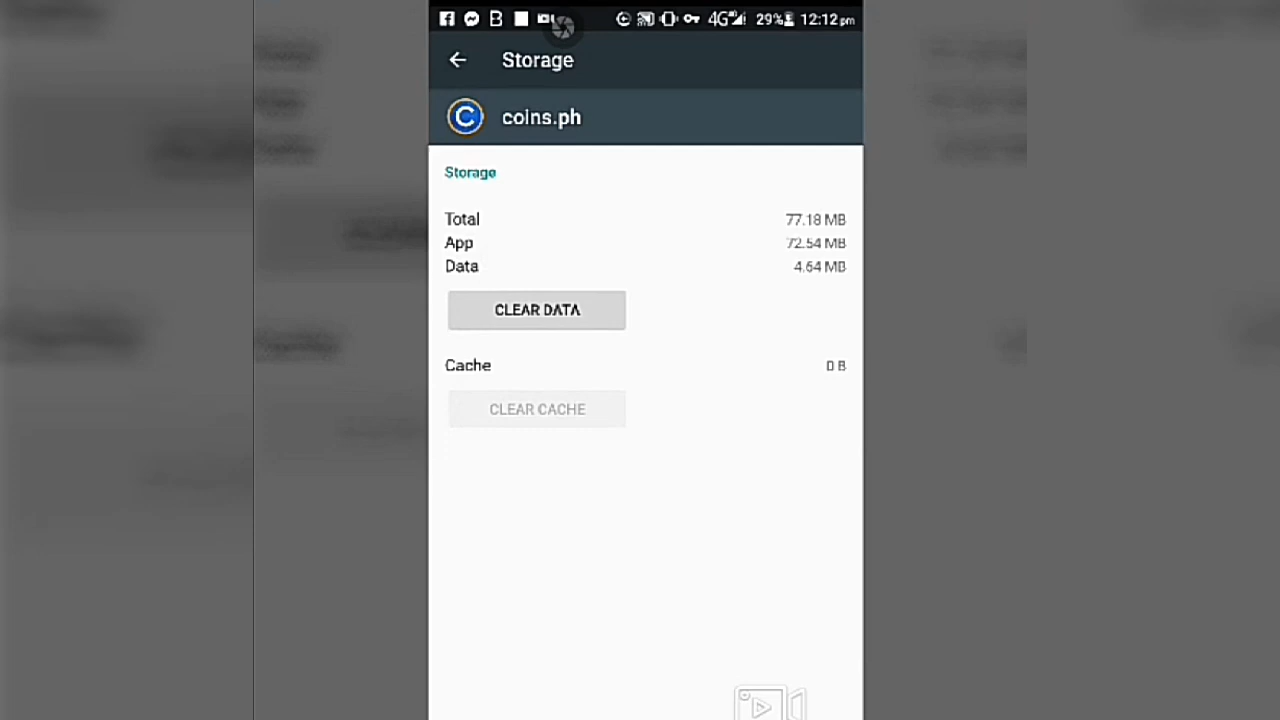 4G 29% 12:12 pm
Storage
coins.ph
Storage
Total 77.18 MB
App 72.54 MB
Data 4.64 MB
CLEAR DATA
Cache 0 B
CLEAR CACHE